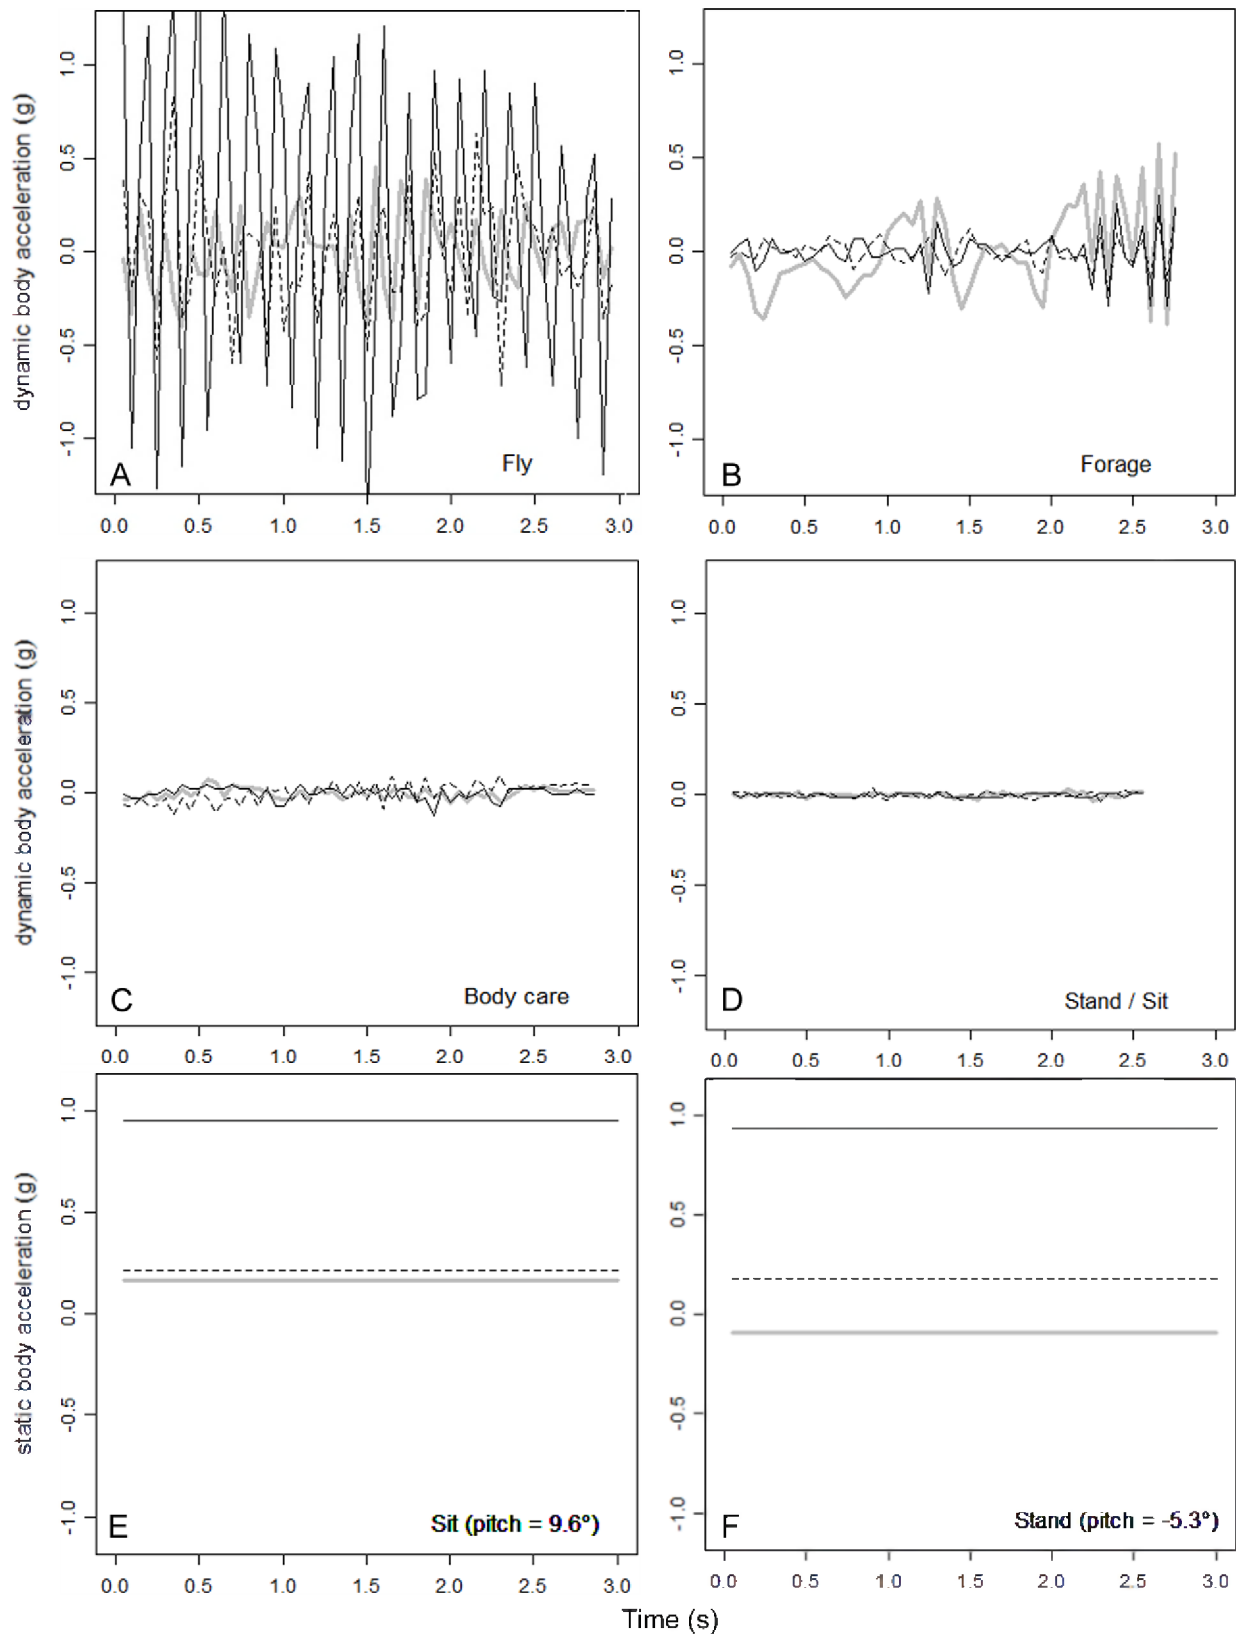 dynamic body acceleration (g)
1.0
0.5
0.0
-0.5
-1.0
A
Fly
0.0 0.5 1.0 1.5 2.0 2.5 3.0
1.0
0.5
0.0
-0.5
-1.0
B
Forage
0.0 0.5 1.0 1.5 2.0 2.5 3.0
dynamic body acceleration (g)
1.0
0.5
0.0
-0.5
-1.0
C
Body care
0.0 0.5 1.0 1.5 2.0 2.5 3.0
1.0
0.5
0.0
-0.5
-1.0
D
Stand / Sit
0.0 0.5 1.0 1.5 2.0 2.5 3.0
static body acceleration (g)
1.0
0.5
0.0
-0.5
-1.0
E
Sit (pitch = 9.6°)
0.0 0.5 1.0 1.5 2.0 2.5 3.0
1.0
0.5
0.0
-0.5
-1.0
F
Stand (pitch = -5.3°)
0.0 0.5 1.0 1.5 2.0 2.5 3.0
Time (s)